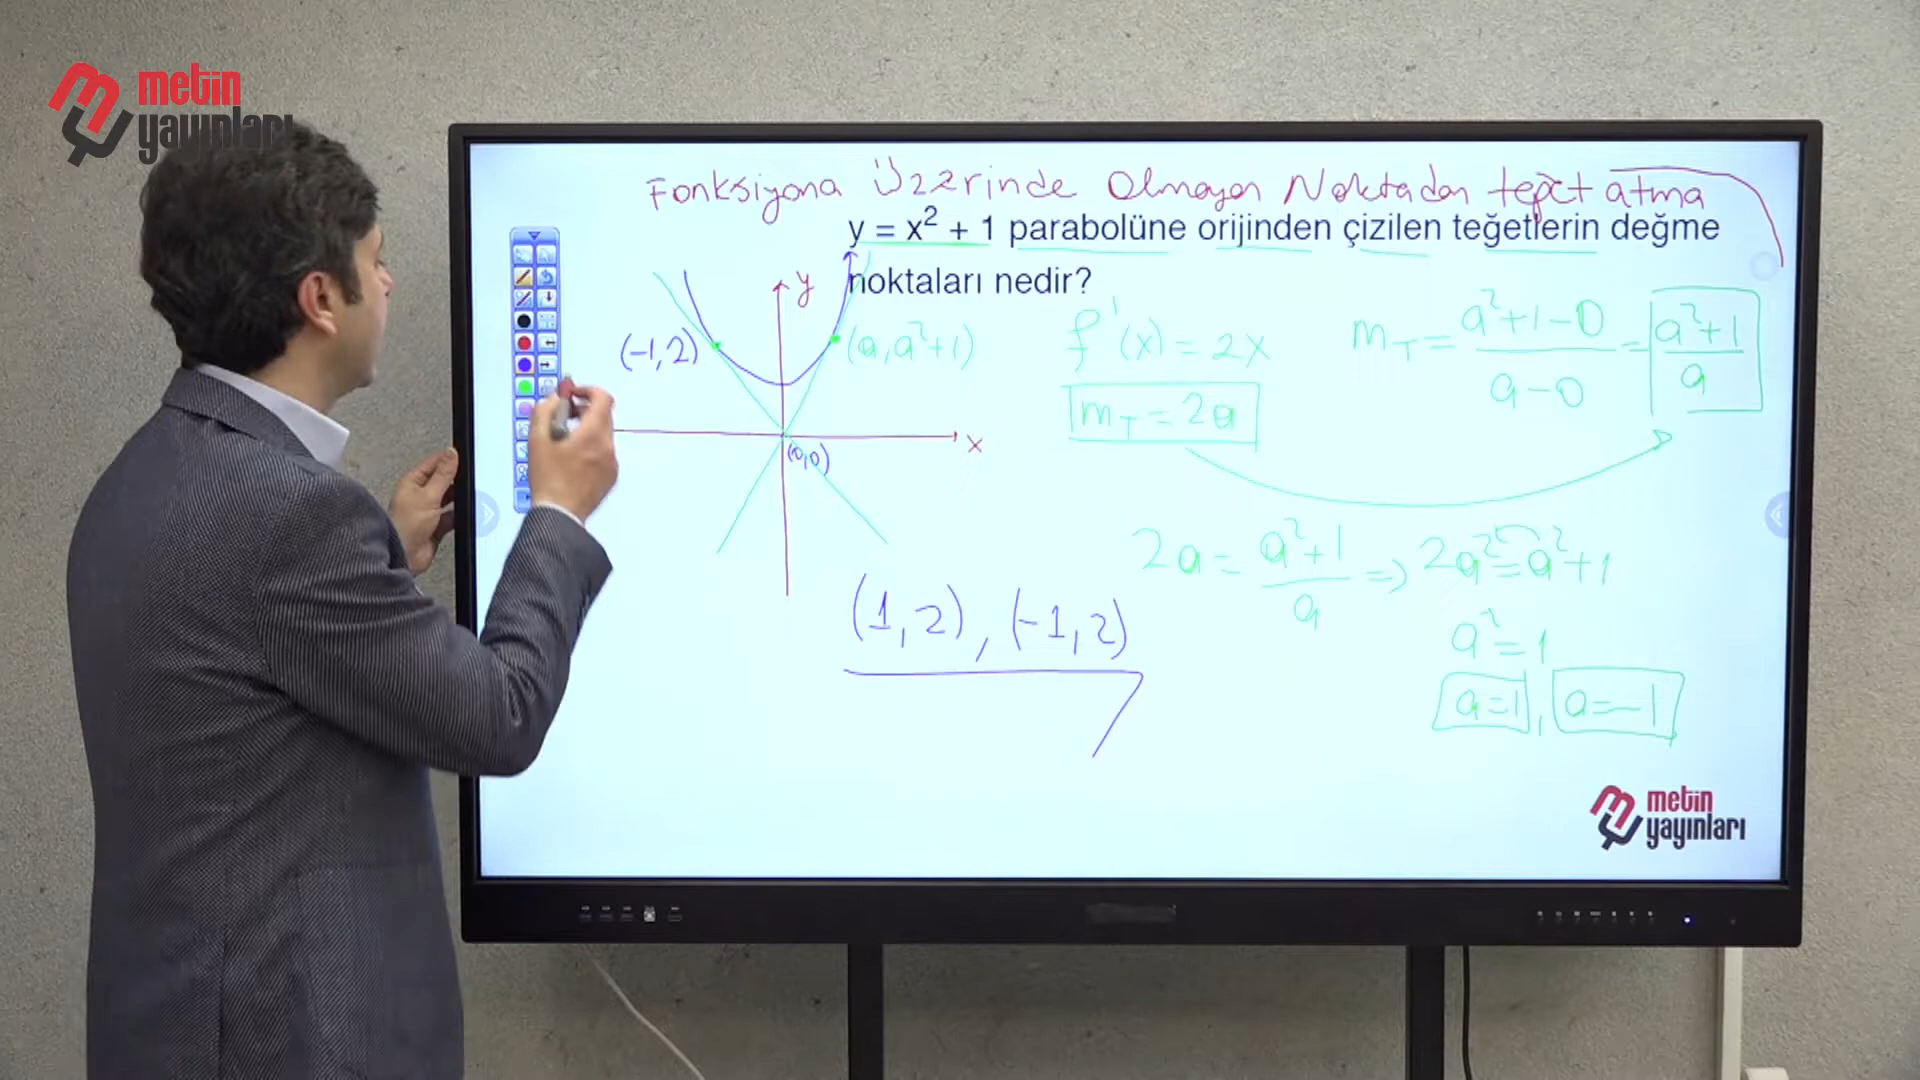 metin
yayınları
Fonksiyona Üzerinde Olmayan Noktadan teğet atma
y = x² + 1 parabolüne orijinden çizilen teğetlerin değme
noktaları nedir?
y
(-1,2)
(a, a²+1)
x
(0,0)
f'(x) = 2x
m_T = 2a
m_T = (a²+1-0)/(a-0) = (a²+1)/a
2a = (a²+1)/a ⇒ 2a² = a²+1
a² = 1
a=1, a=-1
(1,2), (-1,2)
metin
yayınları